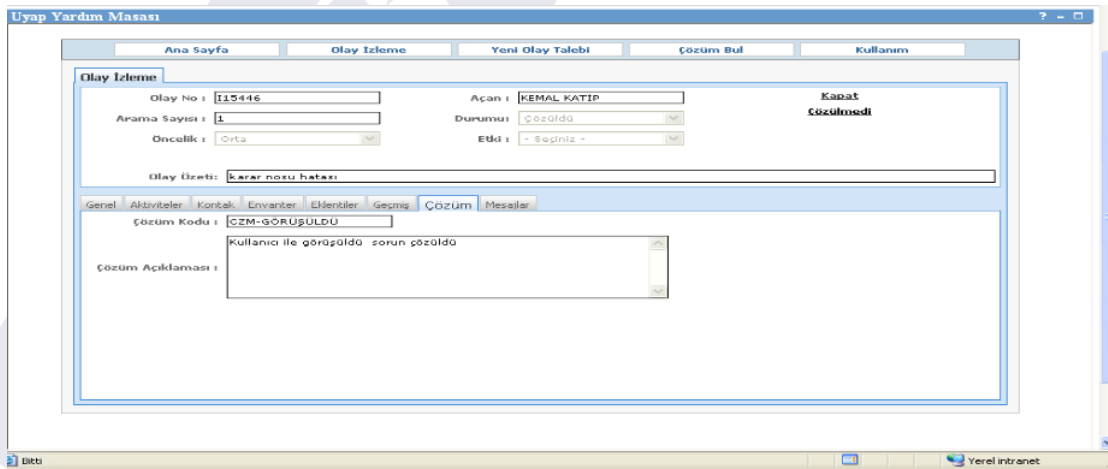 Uyap Yardım Masası
Ana Sayfa Olay İzleme Yeni Olay Talebi Çözüm Bul Kullanım
Olay İzleme
Olay No : I15446 Açan : KEMAL KATİP Kapat
Arama Sayısı : 1 Durumu: Çözüldü Çözülmedi
Öncelik : Orta Etki : - Seçiniz -
Olay Özeti: karar nosu hatası
Genel Aktiviteler Kontak Envanter Eklentiler Geçmiş Çözüm Mesajlar
Çözüm Kodu : CZM-GÖRÜŞÜLDÜ
Kullanıcı ile görüşüldü sorun çözüldü
Çözüm Açıklaması :
Bitti Yerel intranet